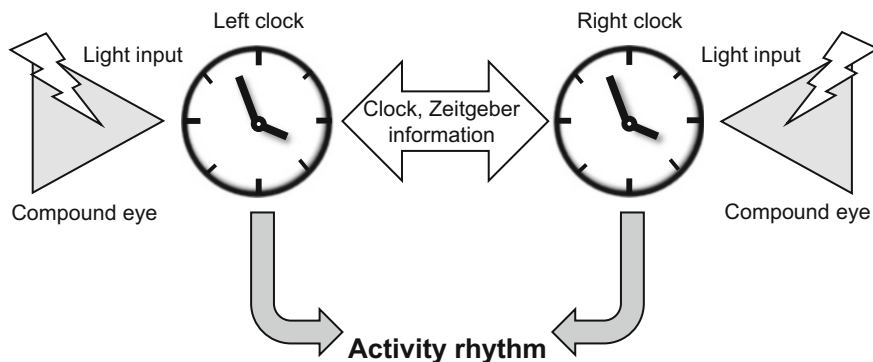 Left clock
Right clock
Light input
Light input
Clock, Zeitgeber
information
Compound eye
Compound eye
Activity rhythm